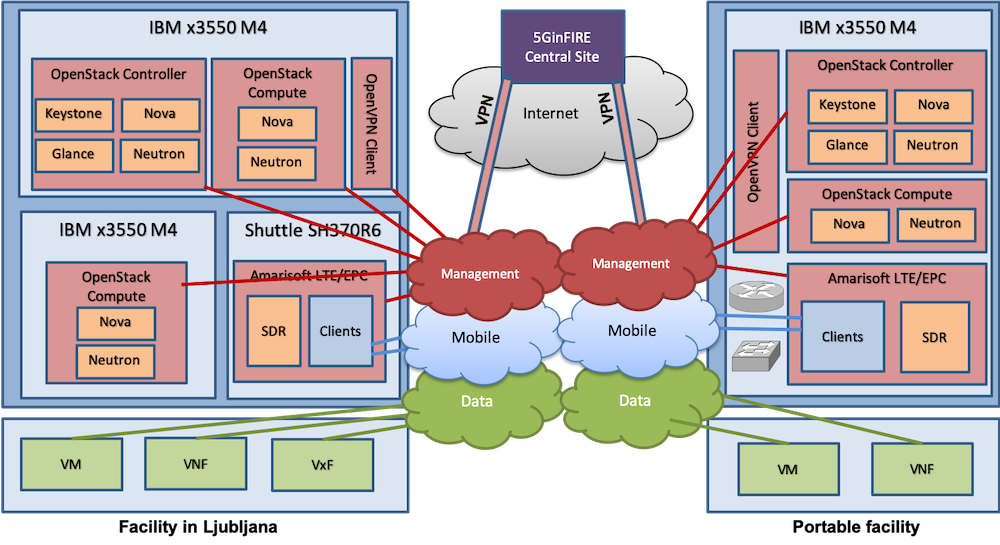 IBM x3550 M4
OpenStack Controller
Keystone
Nova
Glance
Neutron
OpenStack
Compute
Nova
Neutron
OpenVPN Client
IBM x3550 M4
OpenStack
Compute
Nova
Neutron
Shuttle SH370R6
Amarisoft LTE/EPC
SDR
Clients
VM
VNF
VxF
Facility in Ljubljana
5GinFIRE
Central Site
Internet
VPN
VPN
Management
Management
Mobile
Mobile
Data
Data
IBM x3550 M4
OpenVPN Client
OpenStack Controller
Keystone
Nova
Glance
Neutron
OpenStack Compute
Nova
Neutron
Amarisoft LTE/EPC
Clients
SDR
VM
VNF
Portable facility